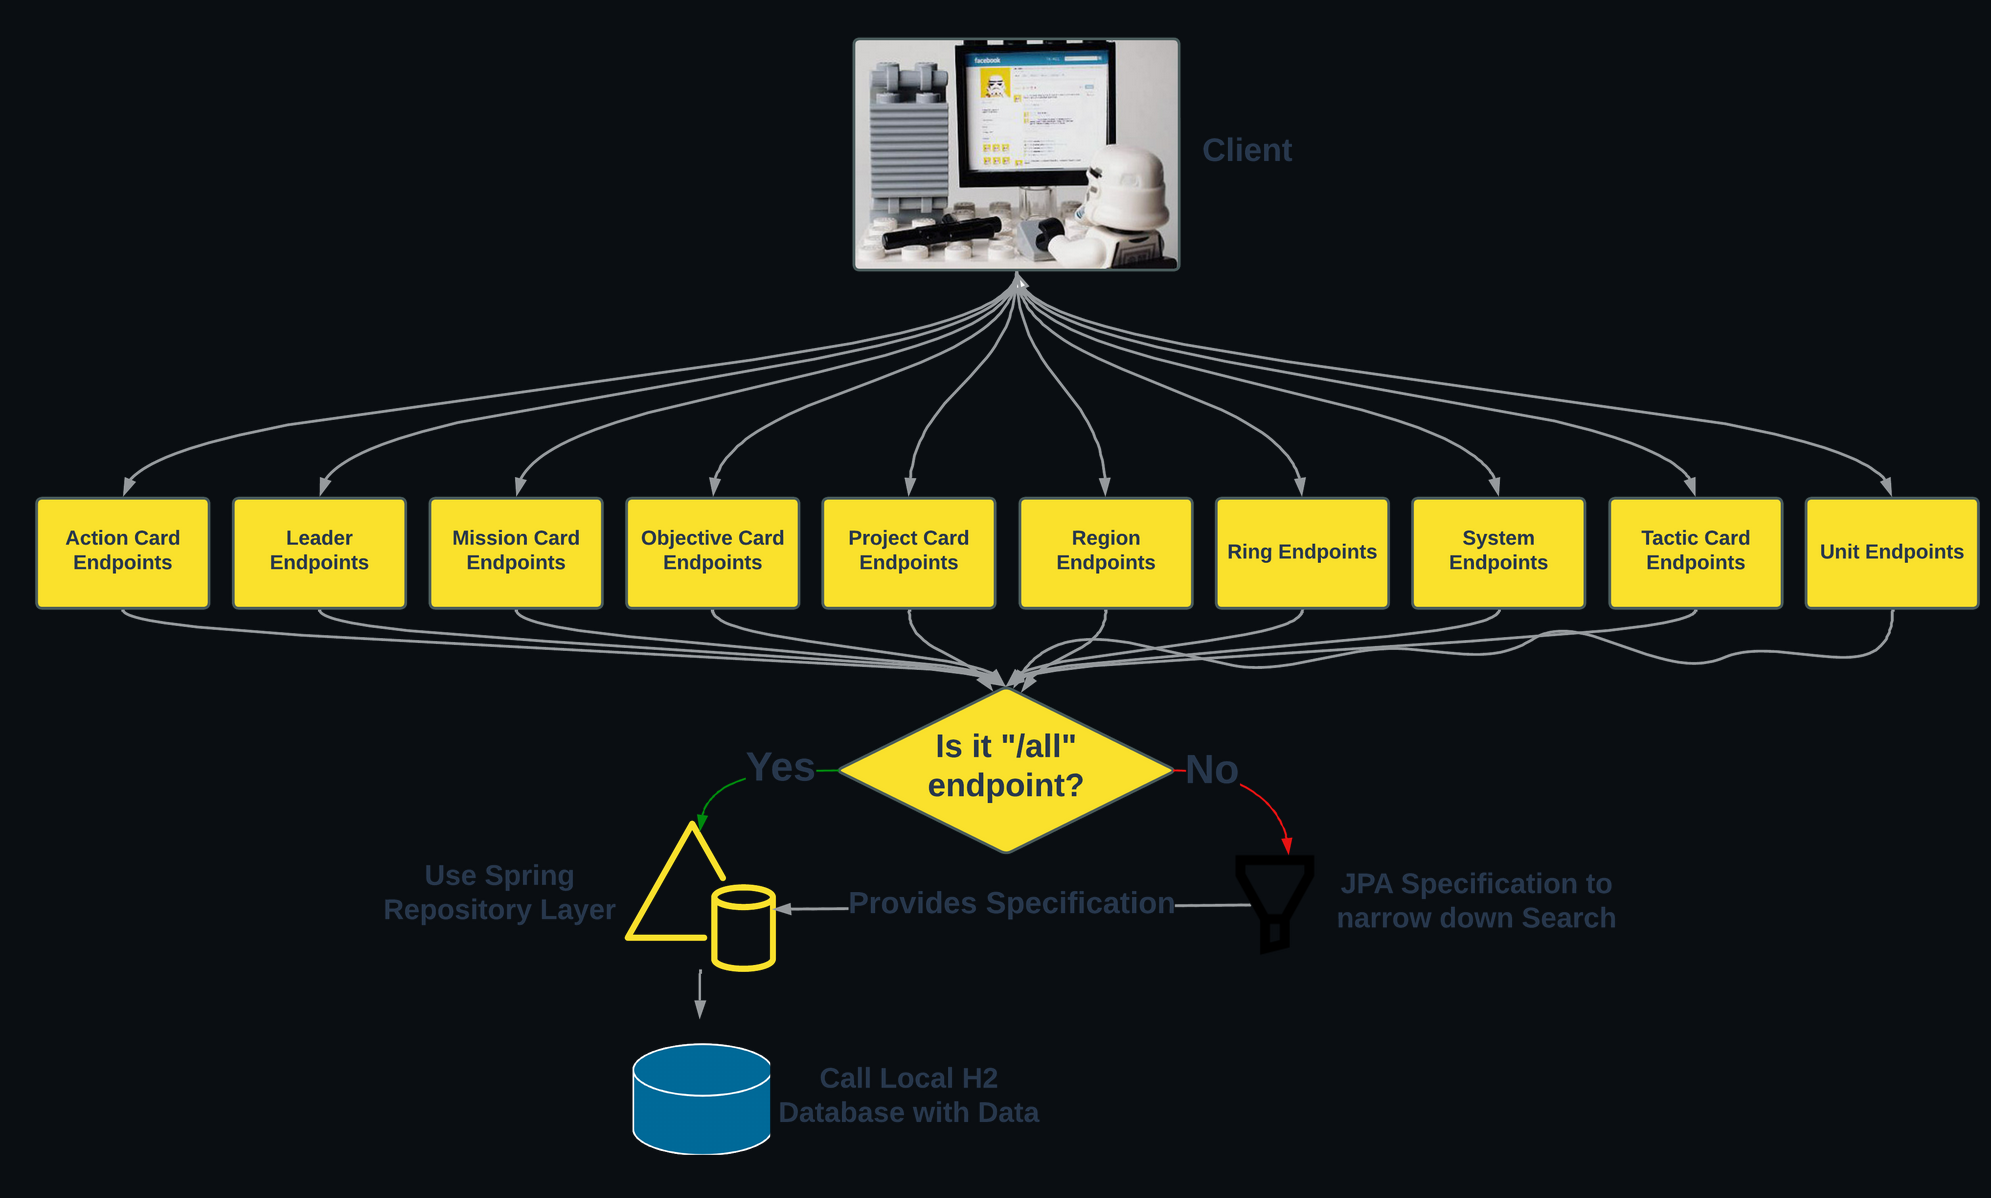 facebook
Client
Action Card
Endpoints
Leader
Endpoints
Mission Card
Endpoints
Objective Card
Endpoints
Project Card
Endpoints
Region
Endpoints
Ring Endpoints
System
Endpoints
Tactic Card
Endpoints
Unit Endpoints
Is it "/all"
endpoint?
Yes
No
Use Spring
Repository Layer
Provides Specification
JPA Specification to
narrow down Search
Call Local H2
Database with Data